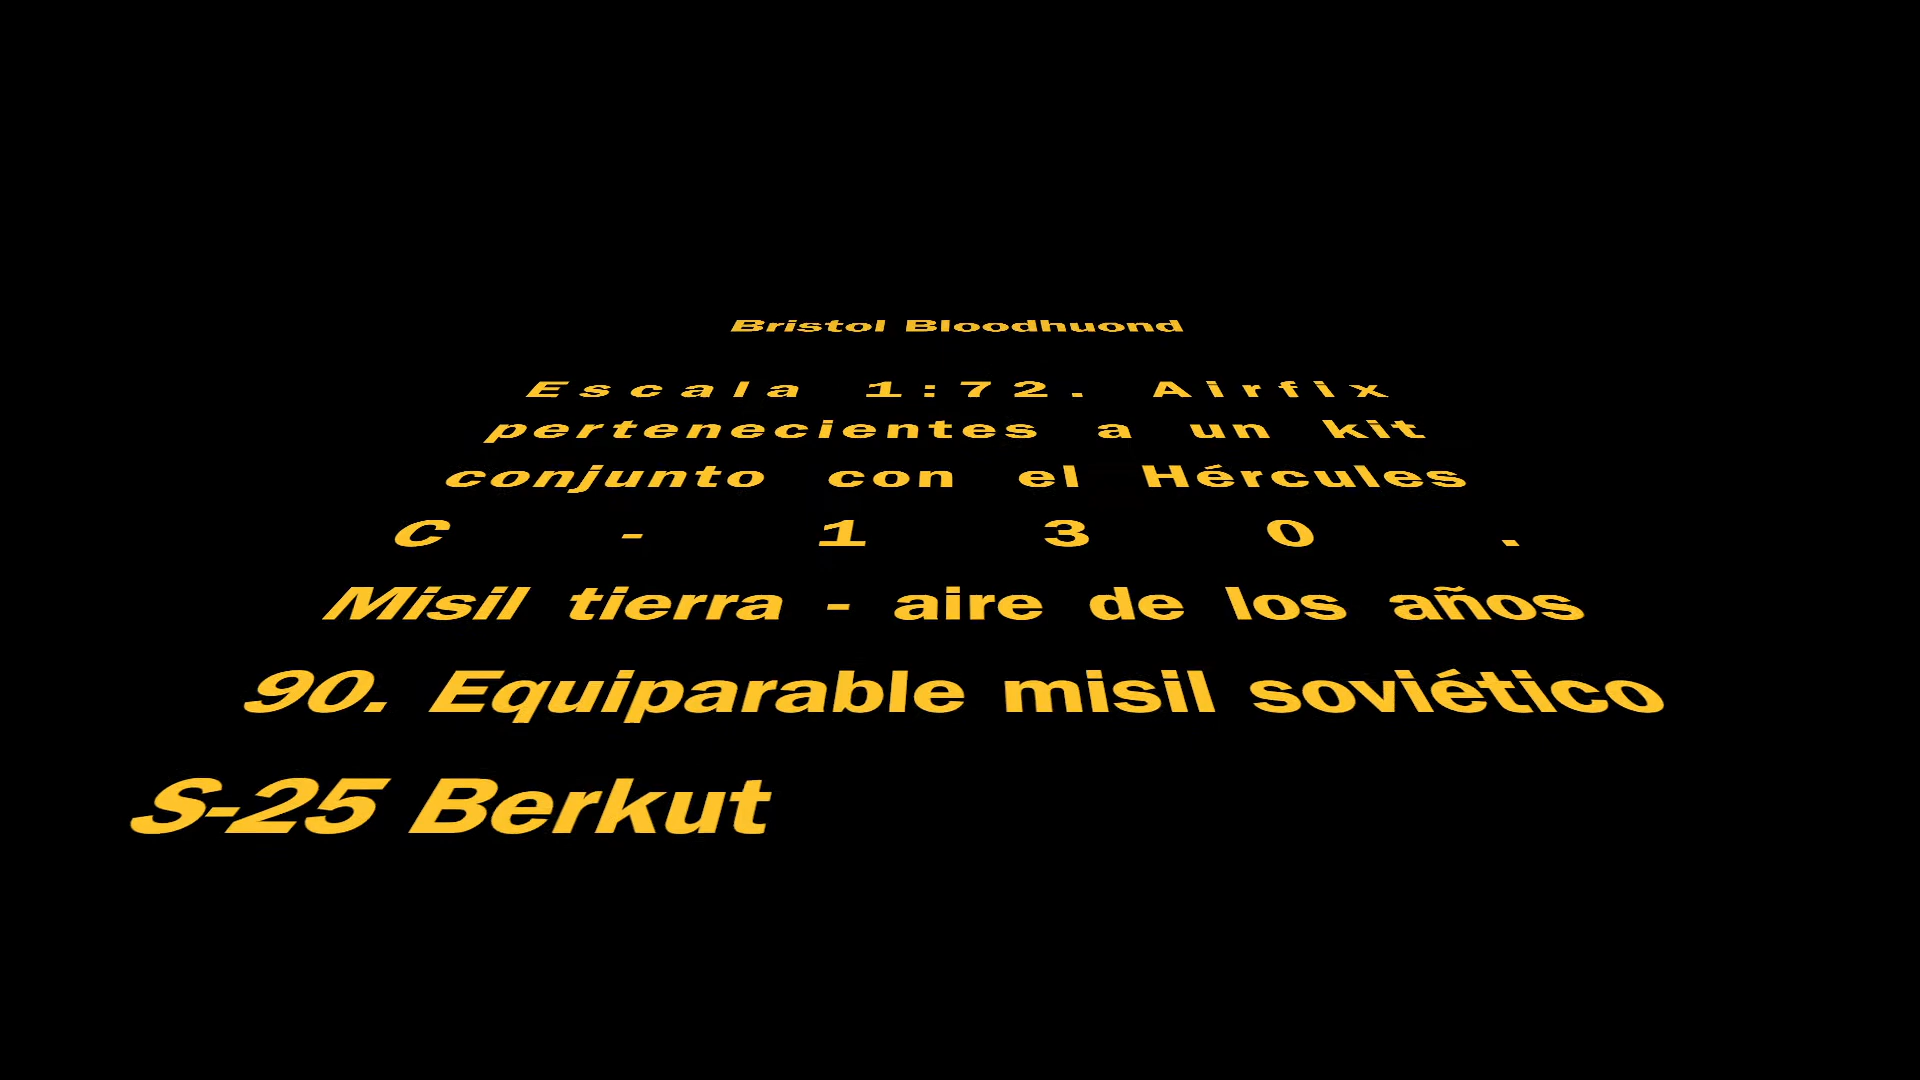 Bristol Bloodhuond
Escala 1:72. Airfix
pertenecientes a un kit
conjunto con el Hércules
C - 1 3 0 .
Misil tierra - aire de los años
90. Equiparable misil soviético
S-25 Berkut